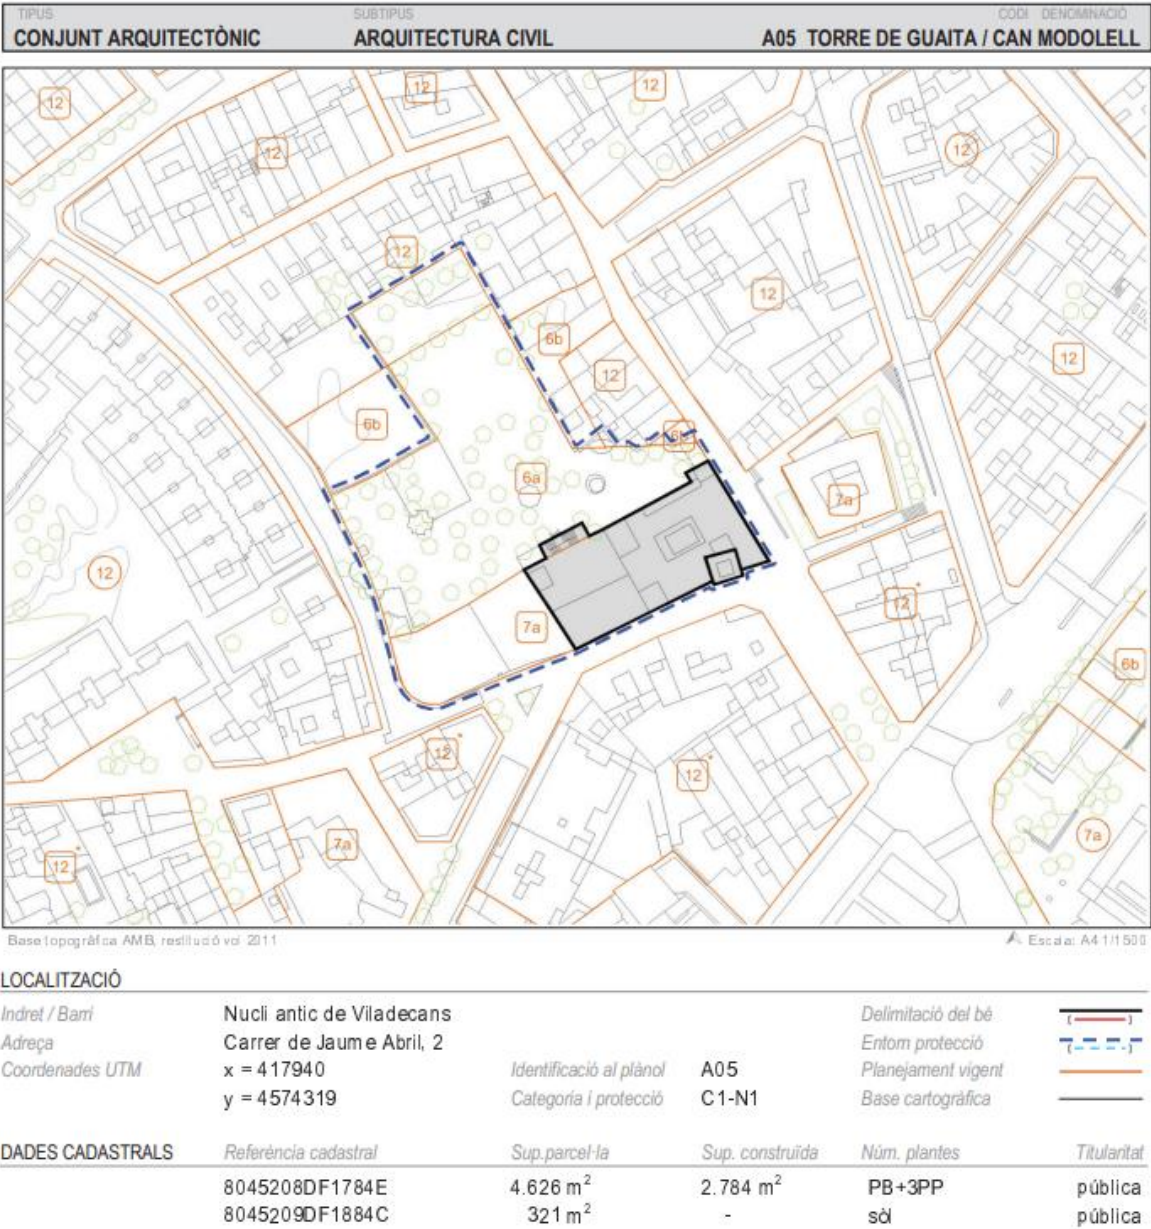 TIPUS SUBTIPUS CODI DENOMINACIÓ
CONJUNT ARQUITECTÒNIC ARQUITECTURA CIVIL A05 TORRE DE GUAITA / CAN MODOLELL
12 12 12
12 12
12 12
6b 12 12
6b 6b
6a 7a
12 12*
7a 6b
12* 12*
7a 7a
12*
Base topogràfica AMB, restitució vol 2011 Escala: A4 1/1500
LOCALITZACIÓ
Indret / Barri Nucli antic de Viladecans Delimitació del bé
Adreça Carrer de Jaume Abril, 2 Entorn protecció
Coordenades UTM x = 417940 Identificació al plànol A05 Planejament vigent
y = 4574319 Categoria i protecció C1-N1 Base cartogràfica
DADES CADASTRALS Referència cadastral Sup.parcel·la Sup. construïda Núm. plantes Titularitat
8045208DF1784E 4.626 m² 2.784 m² PB+3PP pública
8045209DF1884C 321 m² - sòl pública